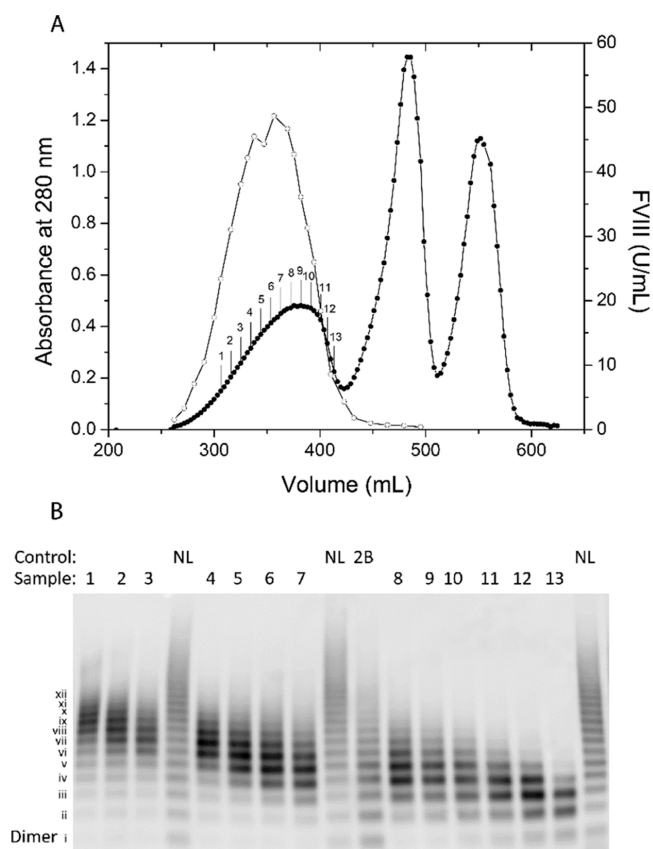 A
Absorbance at 280 nm
1.4
1.2
1.0
0.8
0.6
0.4
0.2
0.0
1 2 3 4 5 6 7 8 9 10 11 12 13
60
50
40
30
20
10
0
FVIII (U/mL)
200 300 400 500 600
Volume (mL)
B
Control: NL NL 2B NL
Sample: 1 2 3 4 5 6 7 8 9 10 11 12 13
xii
xi
x
ix
viii
vii
vi
v
iv
iii
ii
Dimer i